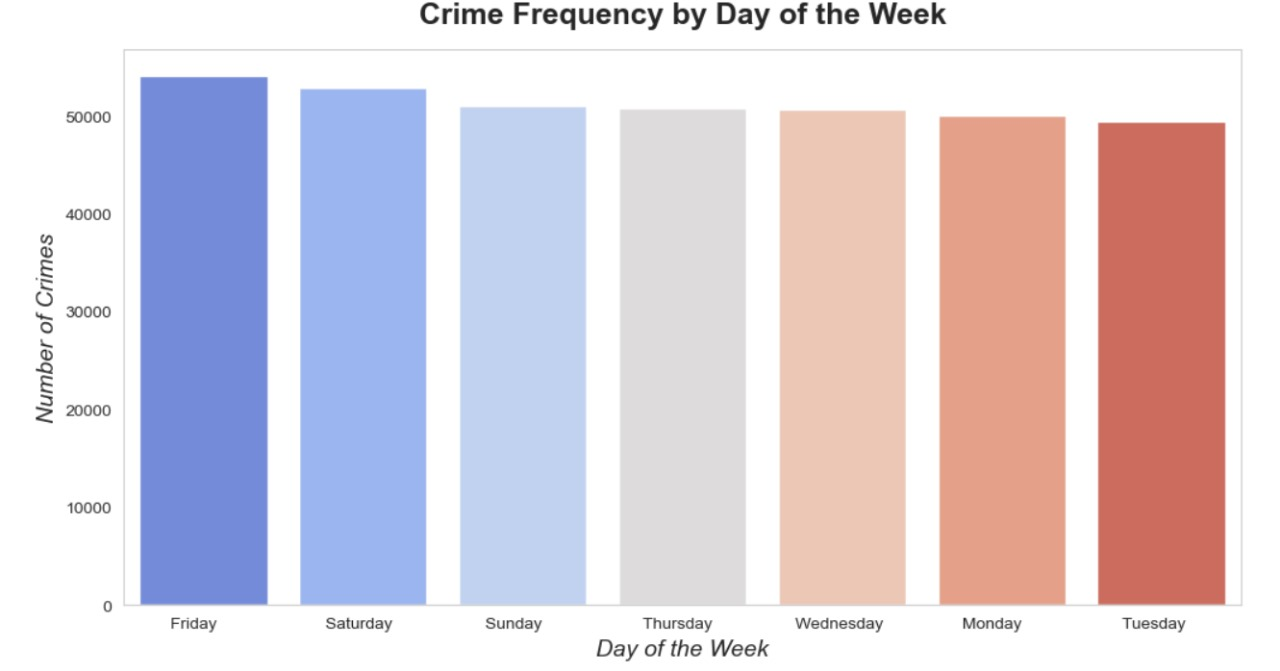 Crime Frequency by Day of the Week
50000
40000
30000
20000
10000
0
Number of Crimes
Friday Saturday Sunday Thursday Wednesday Monday Tuesday
Day of the Week